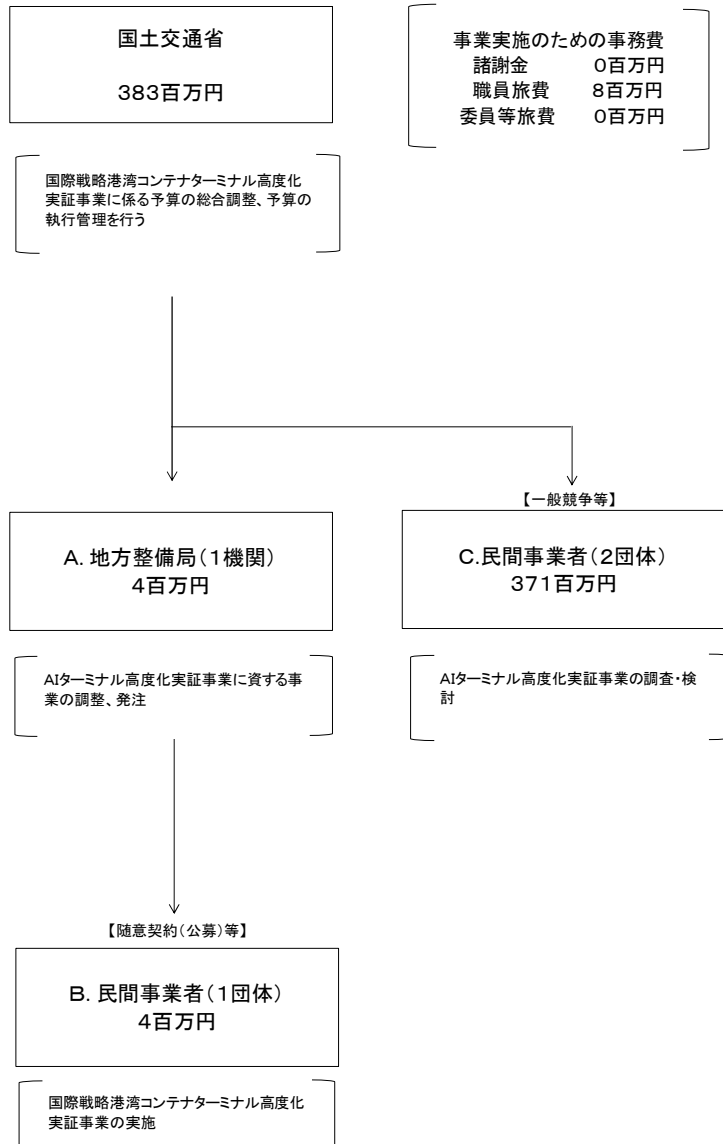 国土交通省
383百万円
事業実施のための事務費
諸謝金　　　0百万円
職員旅費　　8百万円
委員等旅費　　0百万円
国際戦略港湾コンテナターミナル高度化
実証事業に係る予算の総合調整、予算の
執行管理を行う
A. 地方整備局（1機関）
4百万円
AIターミナル高度化実証事業に資する事
業の調整、発注
【一般競争等】
C.民間事業者（2団体）
371百万円
AIターミナル高度化実証事業の調査・検
討
【随意契約（公募）等】
B. 民間事業者（1団体）
4百万円
国際戦略港湾コンテナターミナル高度化
実証事業の実施